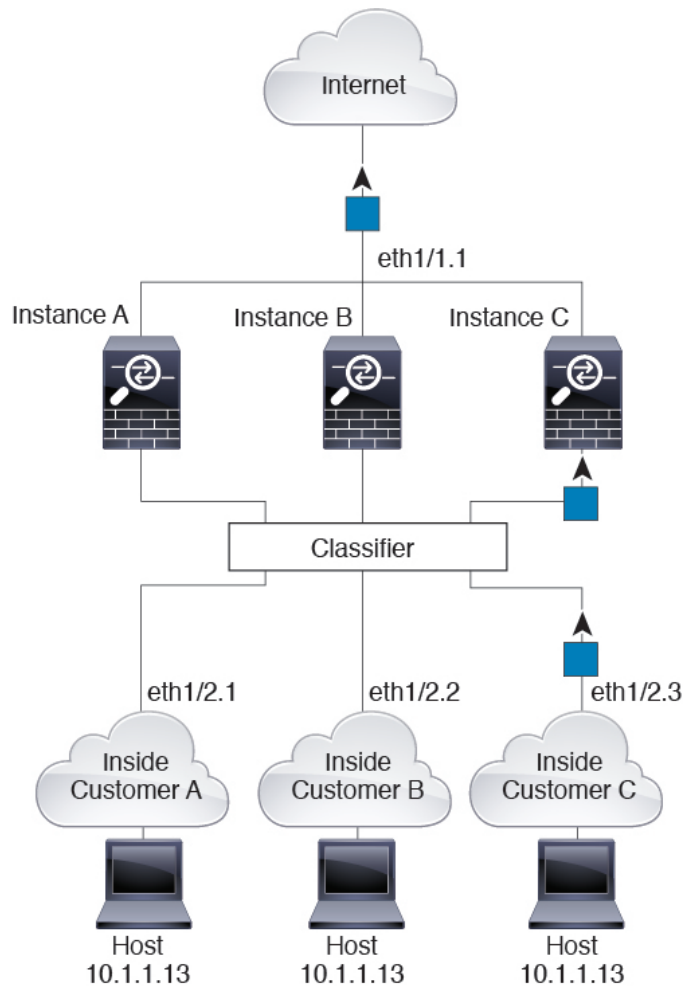 Internet
eth1/1.1
Instance A
Instance B
Instance C
Classifier
eth1/2.1
eth1/2.2
eth1/2.3
Inside
Customer A
Inside
Customer B
Inside
Customer C
Host
10.1.1.13
Host
10.1.1.13
Host
10.1.1.13